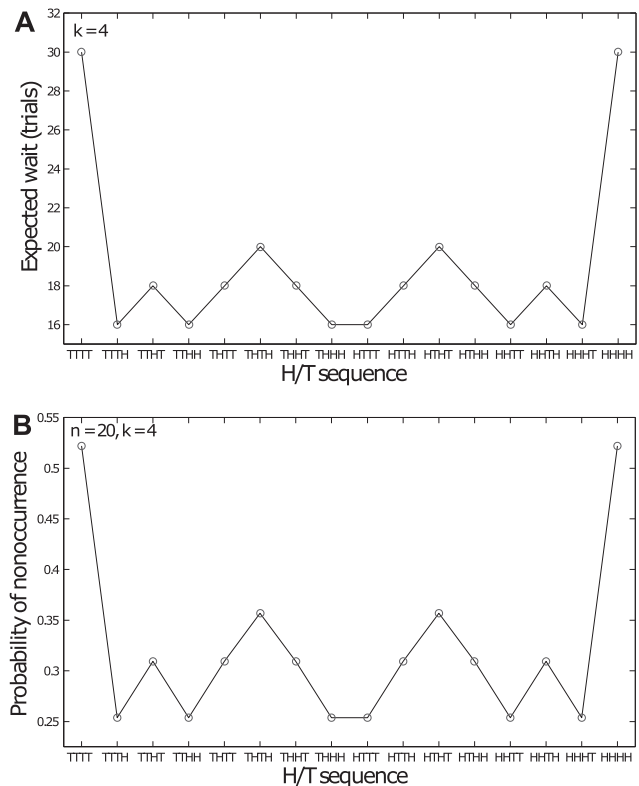 A
k=4
Expected wait (trials)
32
30
28
26
24
22
20
18
16
TTTT TTTH TTHT TTHH THTT THTH THHT THHH HTTT HTTH HTHT HTHH HHTT HHTH HHHT HHHH
H/T sequence
B
n=20, k=4
Probability of nonoccurrence
0.55
0.5
0.45
0.4
0.35
0.3
0.25
TTTT TTTH TTHT TTHH THTT THTH THHT THHH HTTT HTTH HTHT HTHH HHTT HHTH HHHT HHHH
H/T sequence